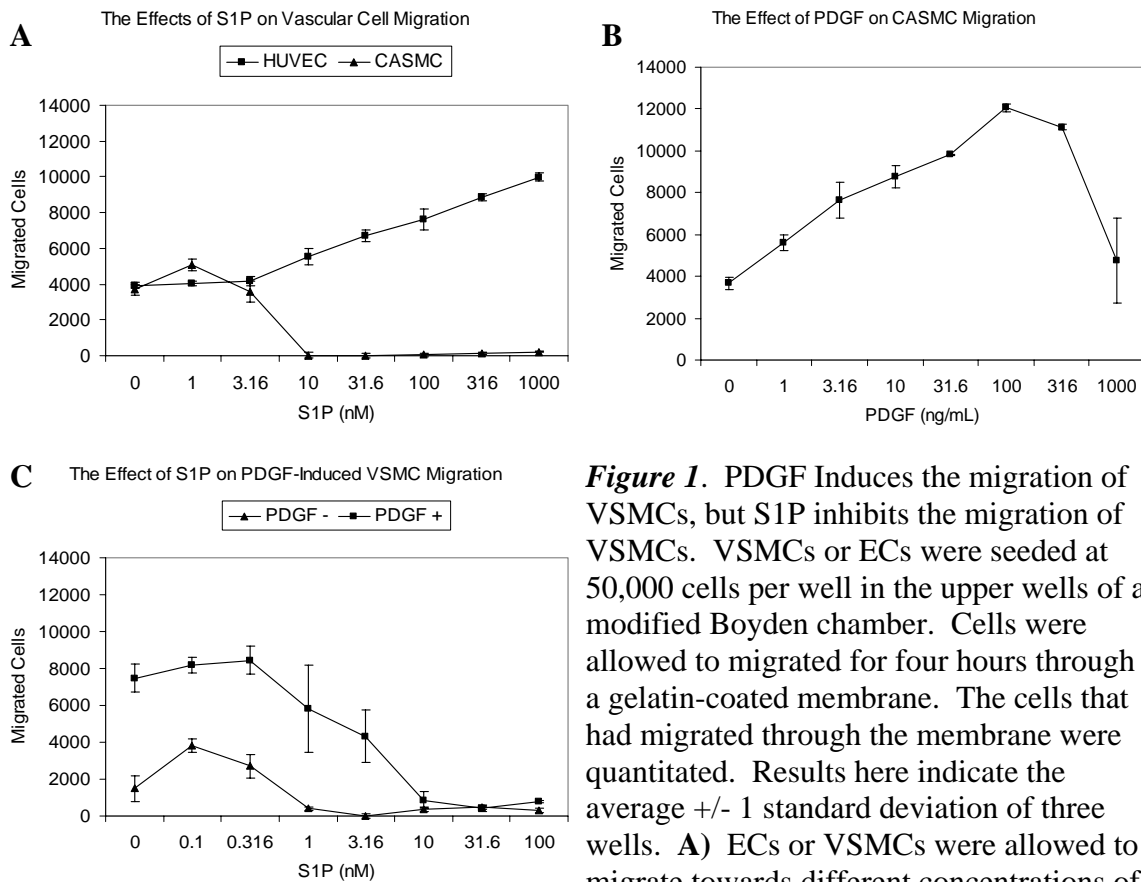 A
The Effects of S1P on Vascular Cell Migration
HUVEC CASMC
14000
12000
10000
8000
6000
4000
2000
0
Migrated Cells
0 1 3.16 10 31.6 100 316 1000
S1P (nM)
B
The Effect of PDGF on CASMC Migration
14000
12000
10000
8000
6000
4000
2000
0
Migrated Cells
0 1 3.16 10 31.6 100 316 1000
PDGF (ng/mL)
C
The Effect of S1P on PDGF-Induced VSMC Migration
PDGF - PDGF +
14000
12000
10000
8000
6000
4000
2000
0
Migrated Cells
0 0.1 0.316 1 3.16 10 31.6 100
S1P (nM)
Figure 1. PDGF Induces the migration of
VSMCs, but S1P inhibits the migration of
VSMCs. VSMCs or ECs were seeded at
50,000 cells per well in the upper wells of a
modified Boyden chamber. Cells were
allowed to migrated for four hours through
a gelatin-coated membrane. The cells that
had migrated through the membrane were
quantitated. Results here indicate the
average +/- 1 standard deviation of three
wells. A) ECs or VSMCs were allowed to
migrate towards different concentrations of